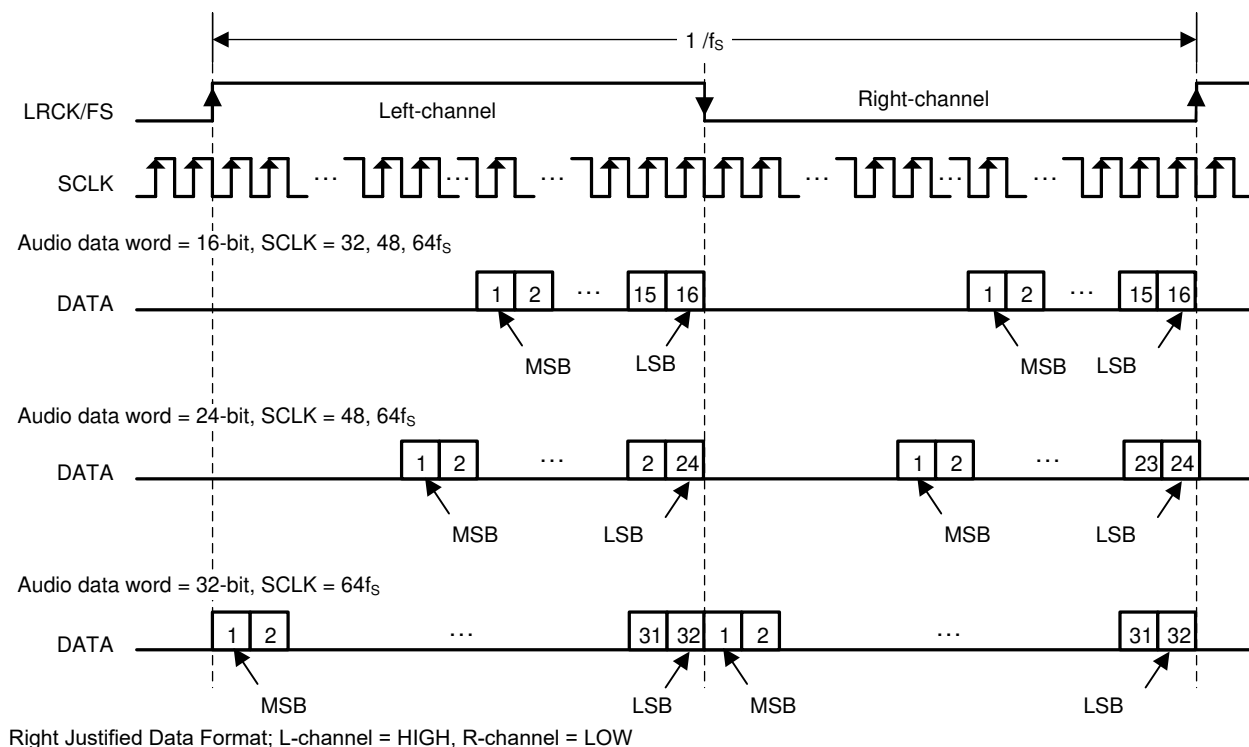 1 /fS
LRCK/FS
Left-channel
Right-channel
SCLK
... ... ... ... ... ...
Audio data word = 16-bit, SCLK = 32, 48, 64fS
DATA
1 2 ... 15 16 1 2 ... 15 16
MSB LSB MSB LSB
Audio data word = 24-bit, SCLK = 48, 64fS
DATA
1 2 ... 2 24 1 2 ... 23 24
MSB LSB MSB LSB
Audio data word = 32-bit, SCLK = 64fS
DATA
1 2 ... 31 32 1 2 ... 31 32
MSB LSB MSB LSB
Right Justified Data Format; L-channel = HIGH, R-channel = LOW